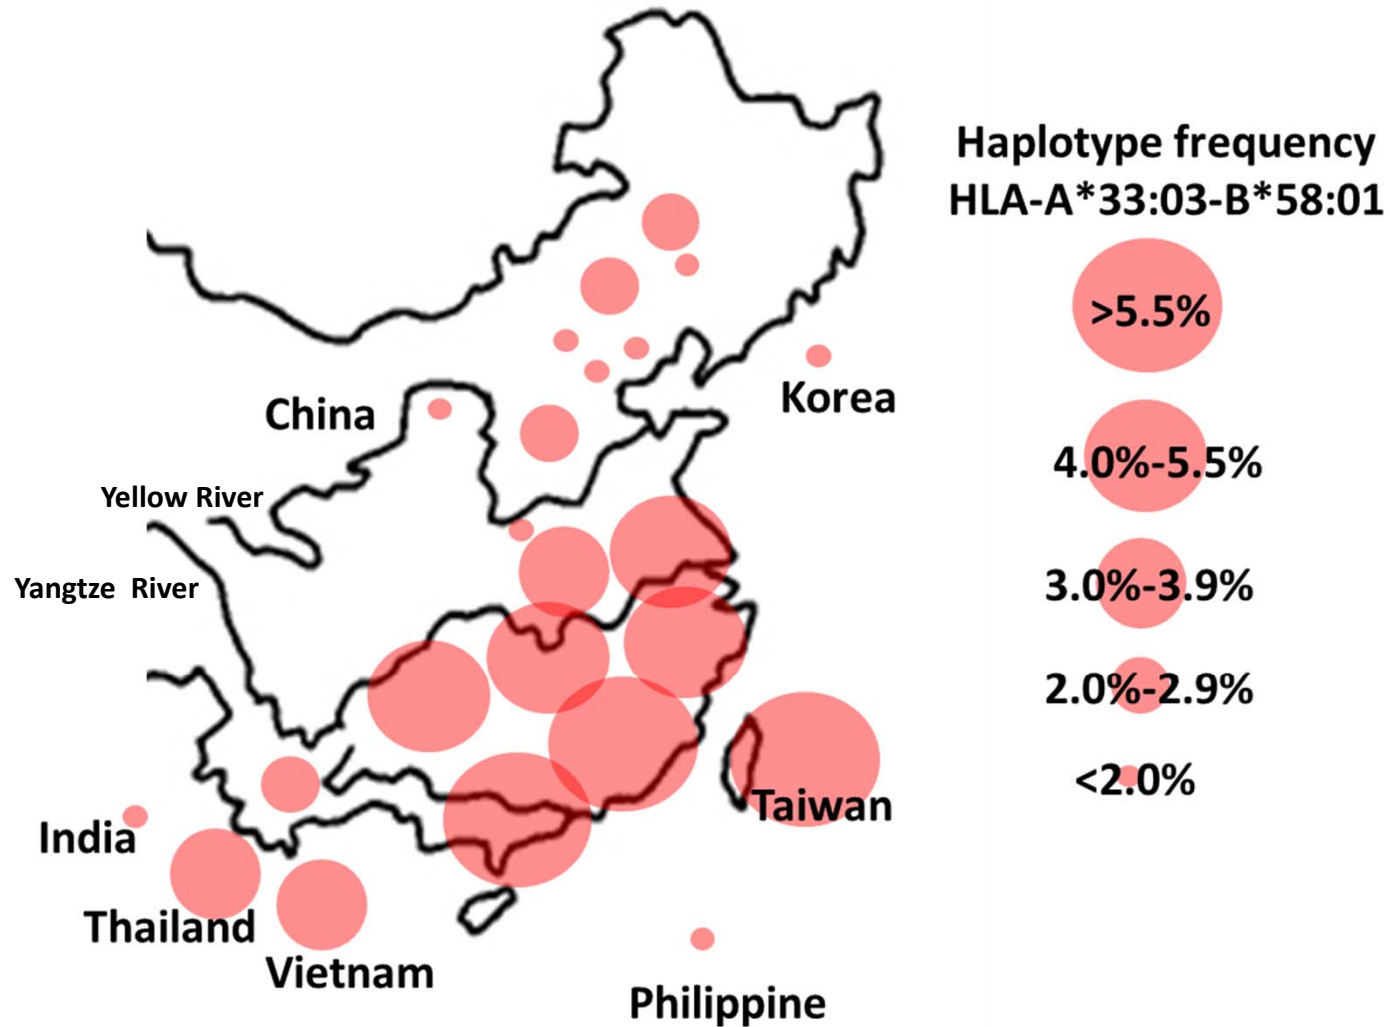 Haplotype frequency
HLA-A*33:03-B*58:01
>5.5%
4.0%-5.5%
3.0%-3.9%
2.0%-2.9%
<2.0%
Korea
China
Yellow River
Yangtze River
Taiwan
India
Thailand
Vietnam
Philippine